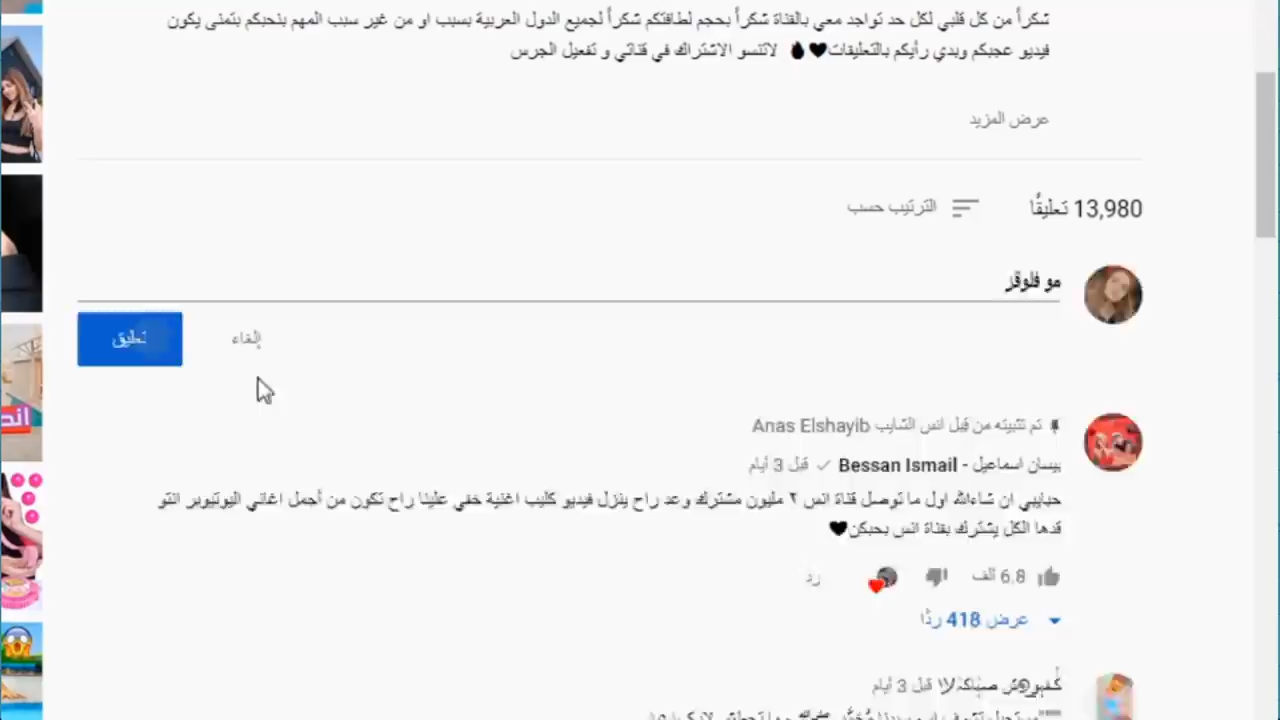 شكراً من كل قلبي لكل حد تواجد معي بالقناة شكراً بحجم لطافتكم شكراً لجميع الدول العربية بسبب او من غير سبب المهم بنحبكم بتمنى يكون
فيديو عجبكم وبدي رأيكم بالتعليقات🖤 لاتنسو الاشتراك في قناتي و تفعيل الجرس
عرض المزيد
13,980 تعليقًا
الترتيب حسب
مو فلوقز
تعليق
إلغاء
تم تثبيته من قِبل انس الشايب Anas Elshayib
بيسان اسماعيل - Bessan Ismail ✓ قبل 3 أيام
حبايبي ان شاءالله اول ما توصل قناة انس ٢ مليون مشترك وعد راح ينزل فيديو كليب اغنية خفي علينا راح تكون من أجمل اغاني اليوتيوبر انتو
قدها الكل يشترك بقناة انس بحبكن🖤
6.8 ألف
رد
عرض 418 ردًا
قبل 3 أيام
انص